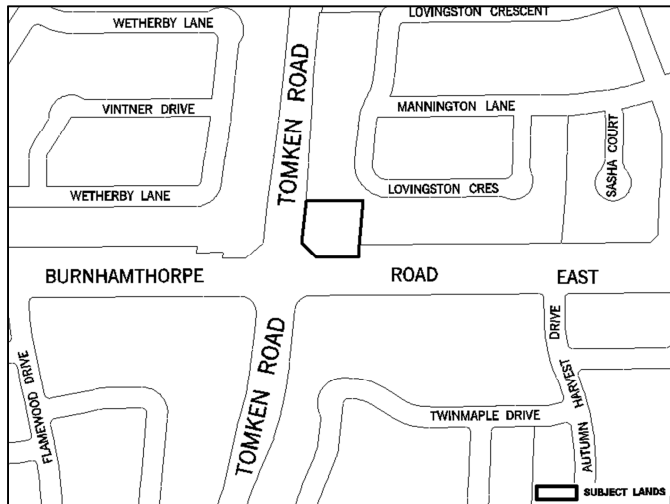 WETHERBY LANE
LOVINGSTON CRESCENT
TOMKEN ROAD
VINTNER DRIVE
MANNINGTON LANE
SASHA COURT
WETHERBY LANE
LOVINGSTON CRES
BURNHAMTHORPE ROAD EAST
TOMKEN ROAD
FLAMEWOOD DRIVE
TWINMAPLE DRIVE
AUTUMN HARVEST DRIVE
SUBJECT LANDS